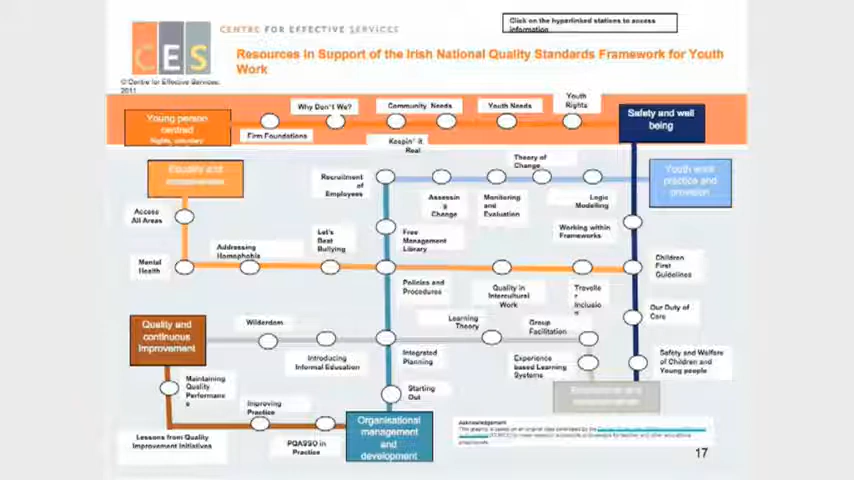 Click on the hyperlinked stations to access
information
CES
CENTRE FOR EFFECTIVE SERVICES
Resources in Support of the Irish National Quality Standards Framework for Youth
Work
© Centre for Effective Services,
2011
Young person
centred
Rights, voluntary
Why Don't We?
Firm Foundations
Community Needs
Keepin' it
Real
Youth Needs
Youth
Rights
Safety and well
being
Equality and
Recruitment
of
Employees
Theory of
Change
Assessin
g
Change
Monitoring
and
Evaluation
Logic
Modelling
Youth work
practice and
provision
Access
All Areas
Let's
Beat
Bullying
Free
Management
Library
Working within
Frameworks
Mental
Health
Addressing
Homophobia
Policies and
Procedures
Quality in
Intercultural
Work
Travelle
r
Inclusio
n
Children
First
Guidelines
Quality and
continuous
improvement
Wilderdom
Introducing
Informal Education
Learning
Theory
Group
Facilitation
Our Duty of
Care
Integrated
Planning
Experience
based Learning
Systems
Safety and Welfare
of Children and
Young people
Maintaining
Quality
Performanc
e
Starting
Out
Improving
Practice
Lessons from Quality
Improvement Initiatives
PQASSO in
Practice
Organisational
management
and
development
Acknowledgement
17